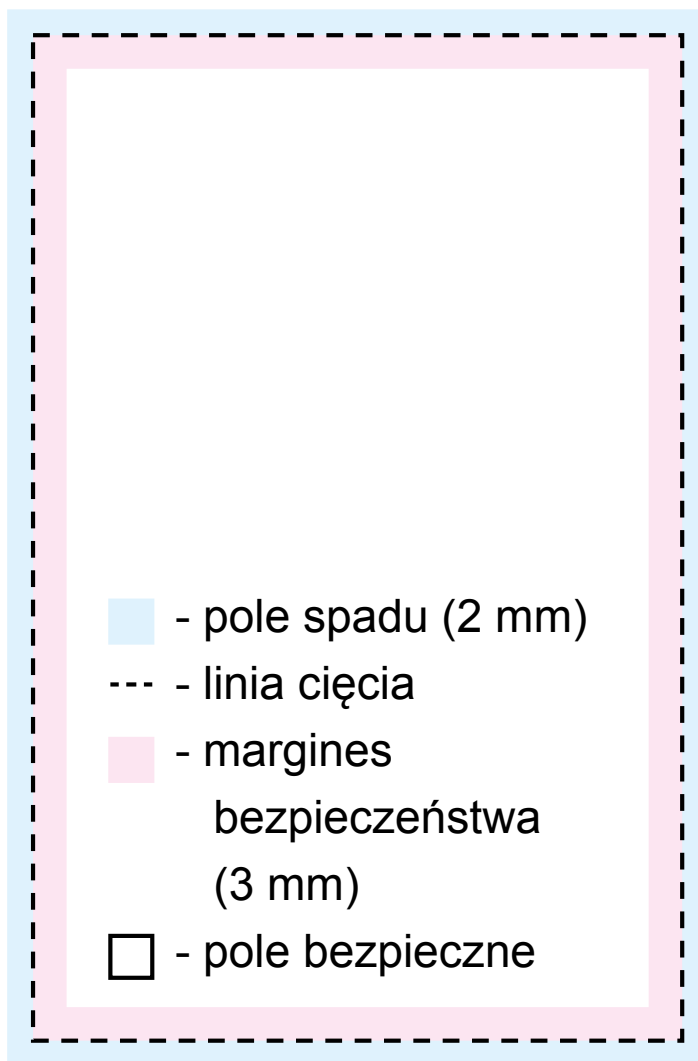 - pole spadu (2 mm)
- linia cięcia
- margines
bezpieczeństwa
(3 mm)
- pole bezpieczne